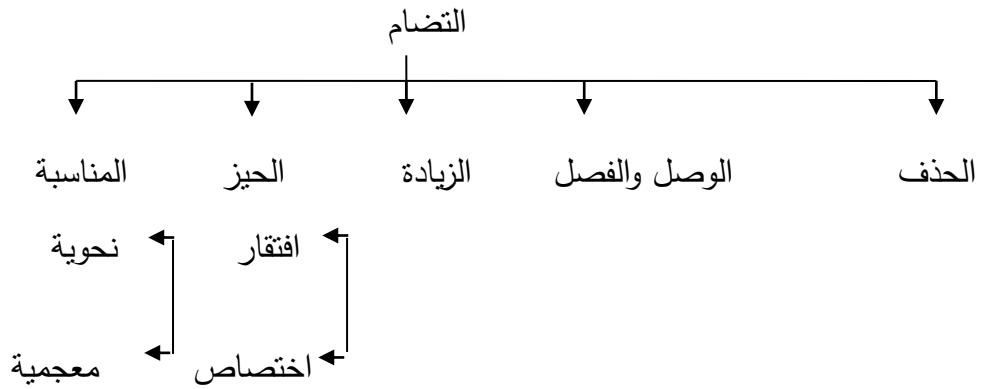 التضام
الحذف الوصل والفصل الزيادة الحيز المناسبة
افتقار نحوية
اختصاص معجمية